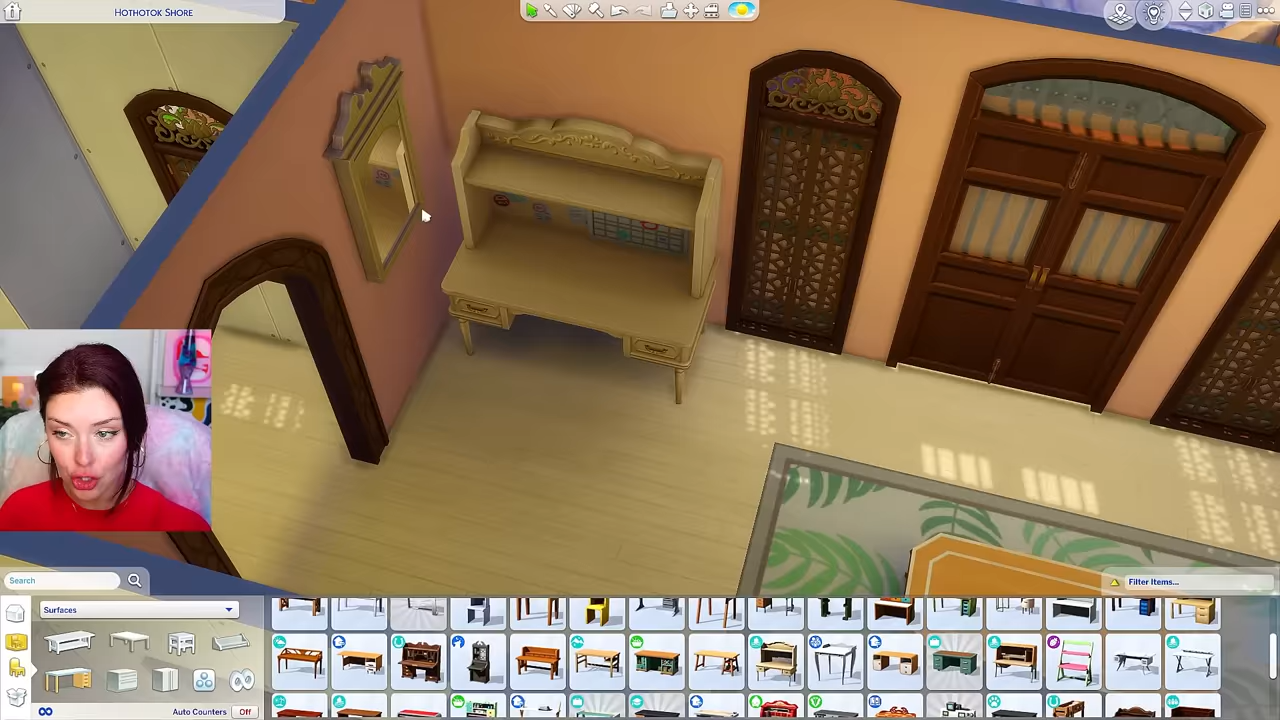 HOTHOTOK SHORE
Search
Filter Items...
Surfaces
Auto Counters
Off